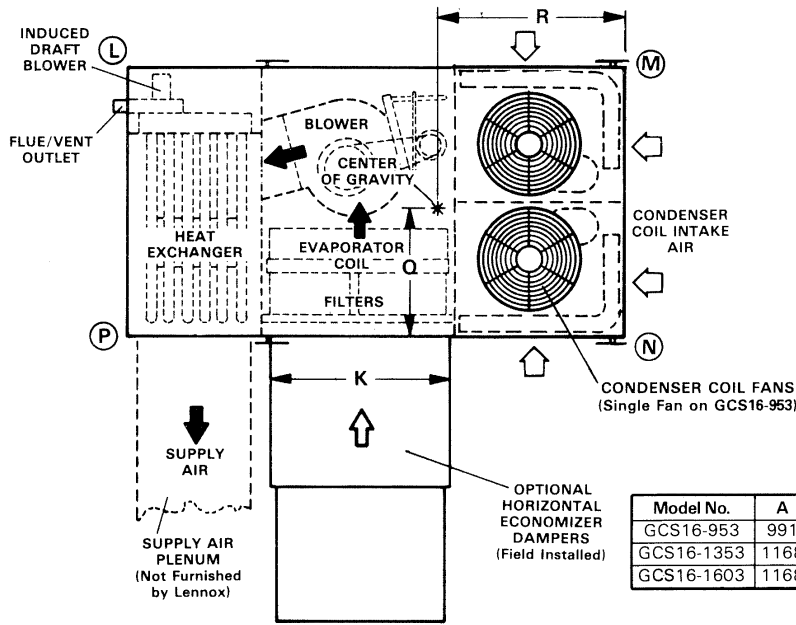 R
INDUCED
DRAFT
BLOWER
L
M
FLUE/VENT
OUTLET
BLOWER
CENTER
OF GRAVITY
HEAT
EXCHANGER
EVAPORATOR
COIL
Q
FILTERS
CONDENSER
COIL INTAKE
AIR
P
N
K
CONDENSER COIL FANS
(Single Fan on GCS16-953)
SUPPLY
AIR
OPTIONAL
HORIZONTAL
ECONOMIZER
DAMPERS
(Field Installed)
SUPPLY AIR
PLENUM
(Not Furnished
by Lennox)
Model No. A
GCS16-953 991
GCS16-1353 1168
GCS16-1603 1168